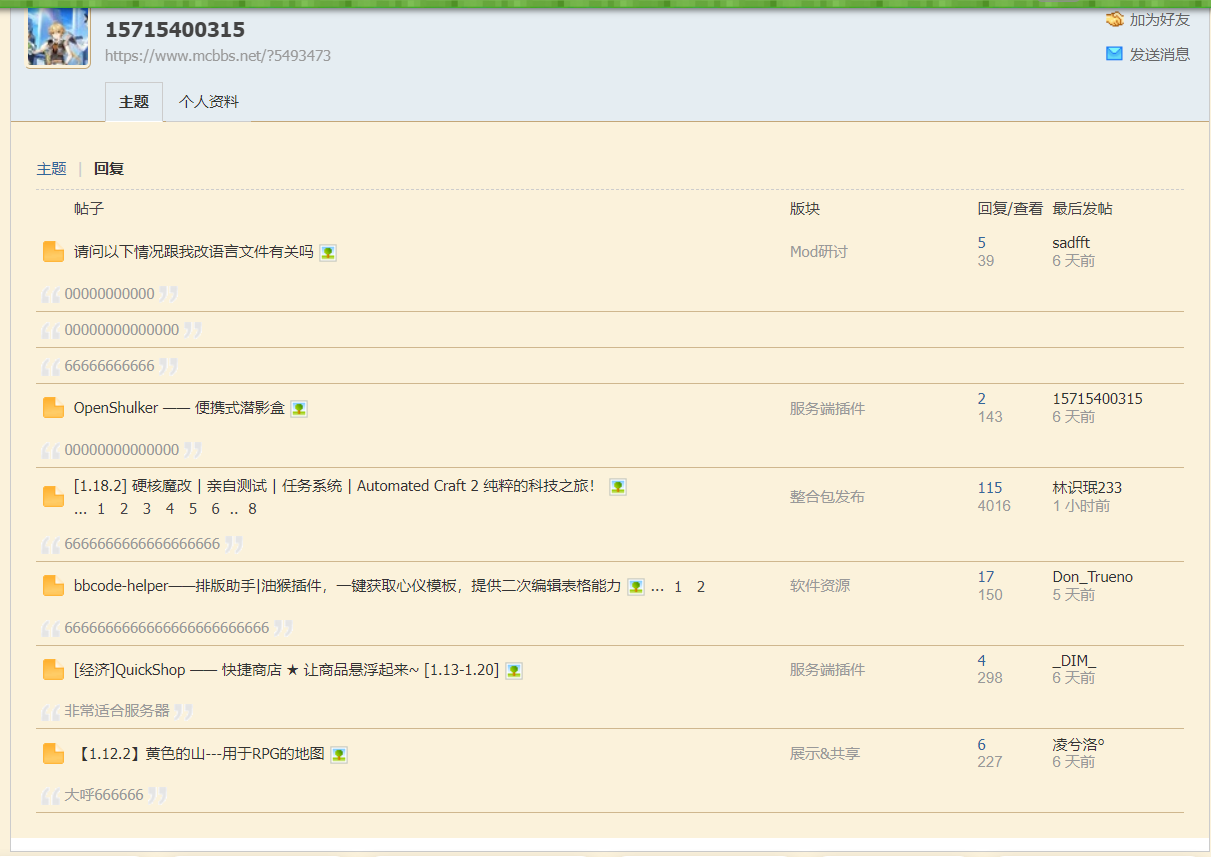 15715400315
加为好友
https://www.mcbbs.net/?5493473
发送消息
主题 个人资料
主题 | 回复
帖子 版块 回复/查看 最后发帖
请问以下情况跟我改语言文件有关吗 Mod研讨 5 sadfft
39 6 天前
“ 00000000000 ”
“ 00000000000000 ”
“ 66666666666 ”
OpenShulker —— 便携式潜影盒 服务端插件 2 15715400315
143 6 天前
“ 00000000000000 ”
[1.18.2] 硬核魔改 | 亲自测试 | 任务系统 | Automated Craft 2 纯粹的科技之旅! 整合包发布 115 林识珉233
... 1 2 3 4 5 6 .. 8 4016 1 小时前
“ 6666666666666666666 ”
bbcode-helper——排版助手|油猴插件，一键获取心仪模板，提供二次编辑表格能力 ... 1 2 软件资源 17 Don_Trueno
150 5 天前
“ 6666666666666666666666666 ”
[经济]QuickShop —— 快捷商店 ★ 让商品悬浮起来~ [1.13-1.20] 服务端插件 4 _DIM_
298 6 天前
“ 非常适合服务器 ”
【1.12.2】黄色的山---用于RPG的地图 展示&共享 6 凌兮洛°
227 6 天前
“ 大呼666666 ”